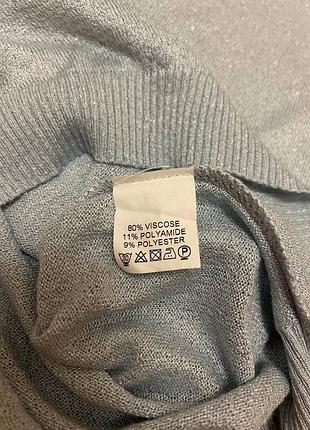 80% VISCOSE
11% POLYAMIDE
9% POLYESTER
P